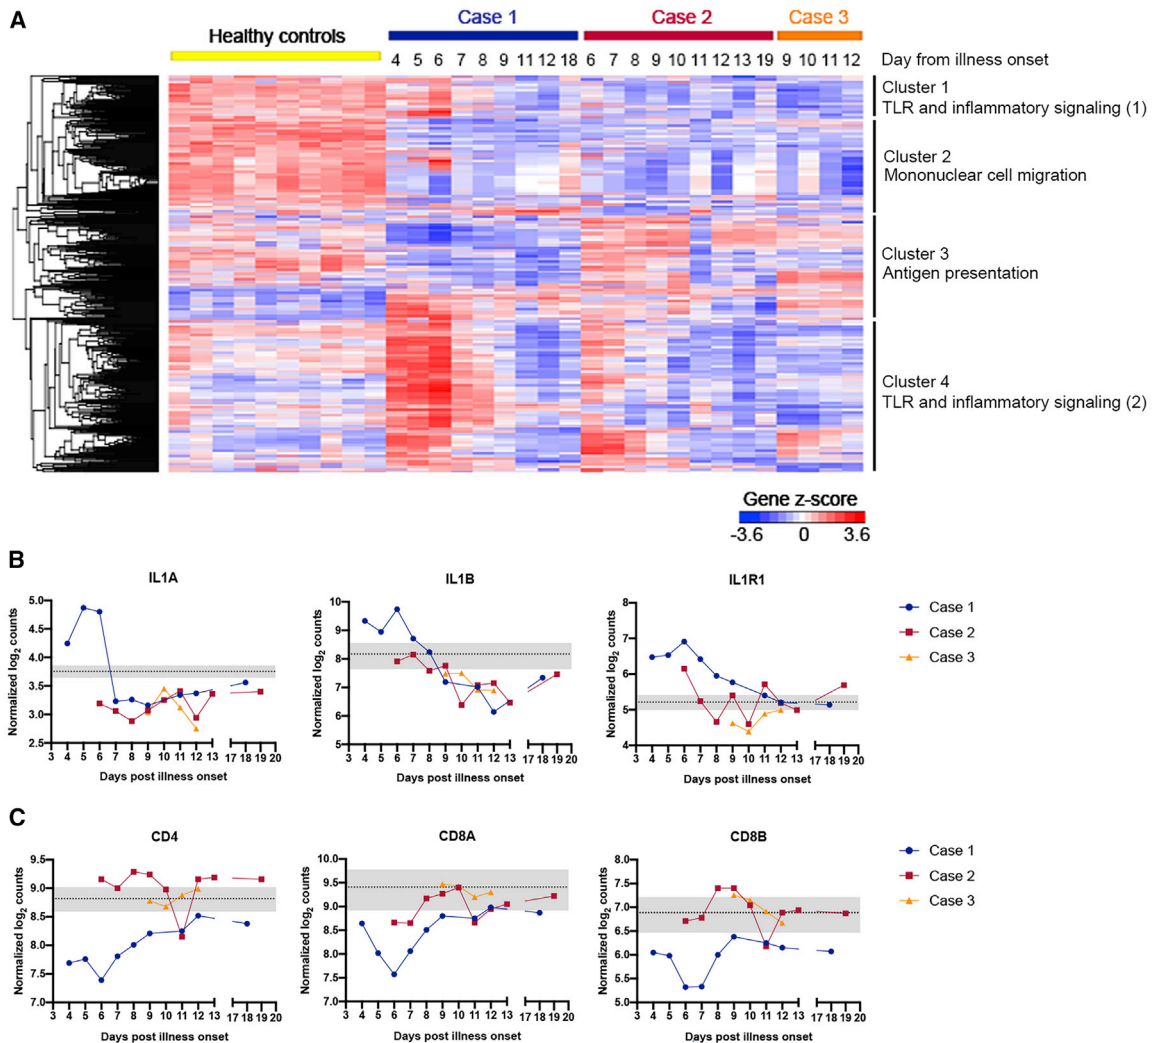 A
Healthy controls
Case 1
Case 2
Case 3
4 5 6 7 8 9 11 12 18 6 7 8 9 10 11 12 13 19 9 10 11 12
Day from illness onset
Cluster 1
TLR and inflammatory signaling (1)
Cluster 2
Mononuclear cell migration
Cluster 3
Antigen presentation
Cluster 4
TLR and inflammatory signaling (2)
Gene z-score
-3.6 0 3.6
B
IL1A
Normalized log2 counts
5.0
4.5
4.0
3.5
3.0
2.5
3 4 5 6 7 8 9 10 11 12 13 17 18 19 20
Days post illness onset
IL1B
Normalized log2 counts
10
9
8
7
6
5
3 4 5 6 7 8 9 10 11 12 13 17 18 19 20
Days post illness onset
IL1R1
Normalized log2 counts
8
7
6
5
4
3 4 5 6 7 8 9 10 11 12 13 17 18 19 20
Days post illness onset
Case 1
Case 2
Case 3
C
CD4
Normalized log2 counts
9.5
9.0
8.5
8.0
7.5
7.0
3 4 5 6 7 8 9 10 11 12 13 17 18 19 20
Days post illness onset
CD8A
Normalized log2 counts
10.0
9.5
9.0
8.5
8.0
7.5
7.0
3 4 5 6 7 8 9 10 11 12 13 17 18 19 20
Days post illness onset
CD8B
Normalized log2 counts
8.0
7.5
7.0
6.5
6.0
5.5
5.0
3 4 5 6 7 8 9 10 11 12 13 17 18 19 20
Days post illness onset
Case 1
Case 2
Case 3